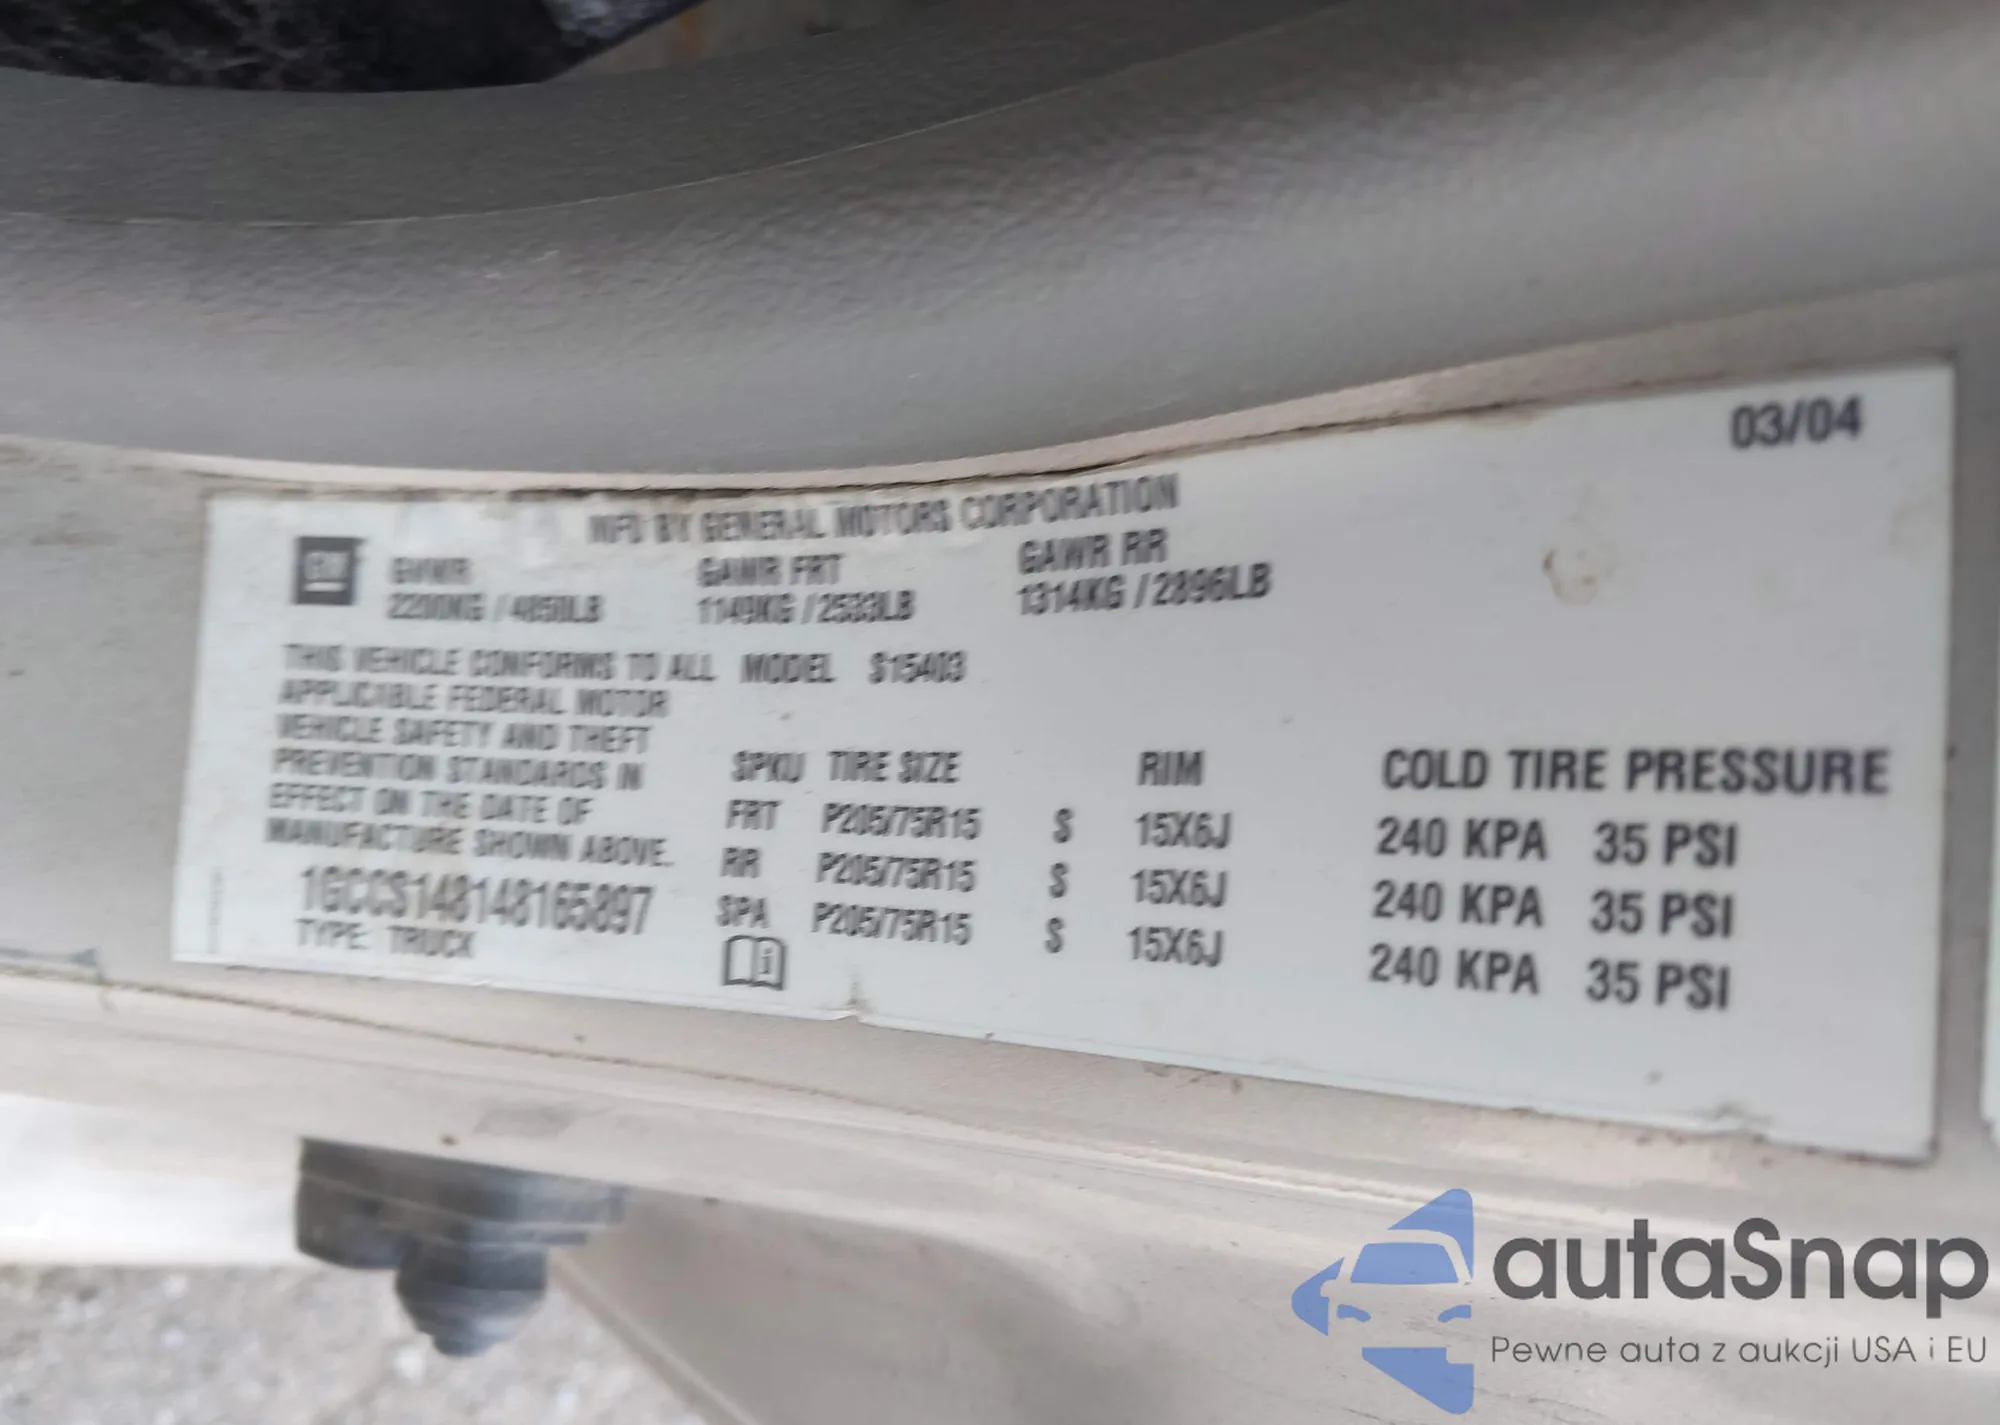 03/04
MFD BY GENERAL MOTORS CORPORATION
GM GVWR GAWR FRT GAWR RR
2200KG / 4850LB 1149KG / 2533LB 1314KG / 2896LB
THIS VEHICLE CONFORMS TO ALL MODEL S15403
APPLICABLE FEDERAL MOTOR
VEHICLE SAFETY AND THEFT
PREVENTION STANDARDS IN
EFFECT ON THE DATE OF
MANUFACTURE SHOWN ABOVE.
1GCCS148148165897
TYPE: TRUCK
SPKU TIRE SIZE RIM COLD TIRE PRESSURE
FRT P205/75R15 S 15X6J 240 KPA 35 PSI
RR P205/75R15 S 15X6J 240 KPA 35 PSI
SPA P205/75R15 S 15X6J 240 KPA 35 PSI
autaSnap
Pewne auta z aukcji USA i EU